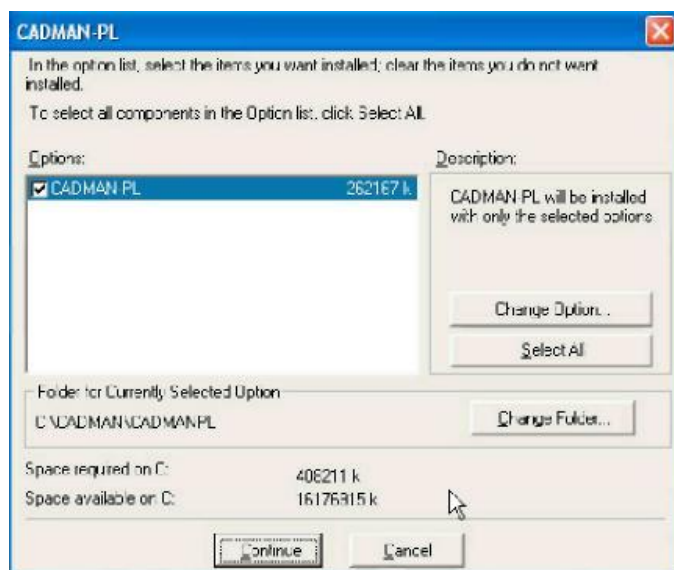 CADMAN-PL
In the option list, select the items you want installed; clear the items you do not want
installed.
To select all components in the Option list, click Select All.
Options:
Description:
CADMAN-PL 262167 k
CADMAN-PL will be installed
with only the selected options
Change Option...
Select All
Folder for Currently Selected Option
C:\CADMAN\CADMANPL
Change Folder...
Space required on C: 408211 k
Space available on C: 16176315 k
Continue
Cancel